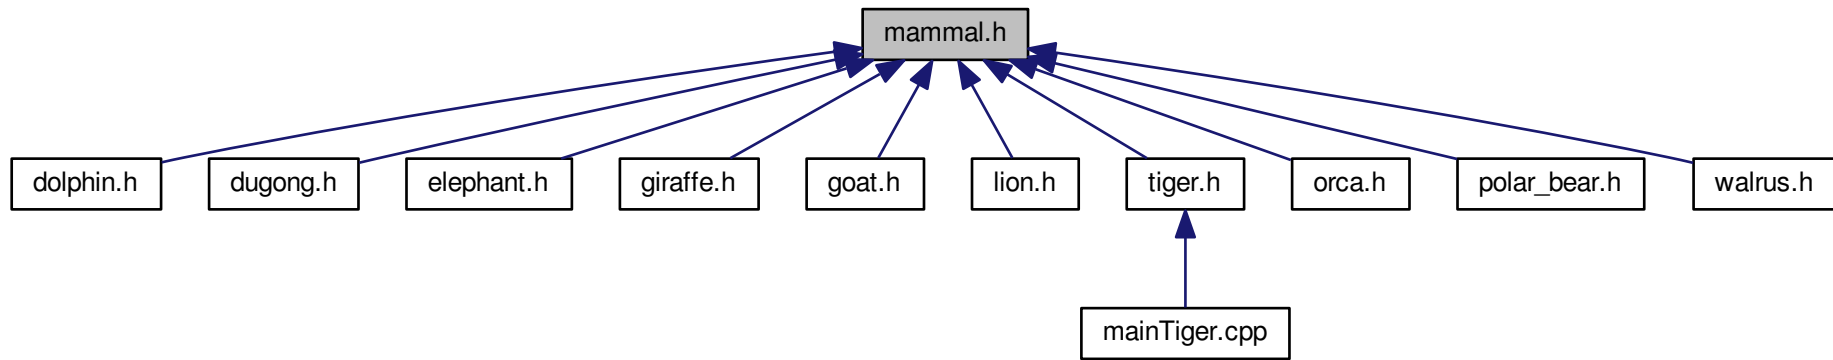 mammal.h
dolphin.h
dugong.h
elephant.h
giraffe.h
goat.h
lion.h
tiger.h
orca.h
polar_bear.h
walrus.h
mainTiger.cpp